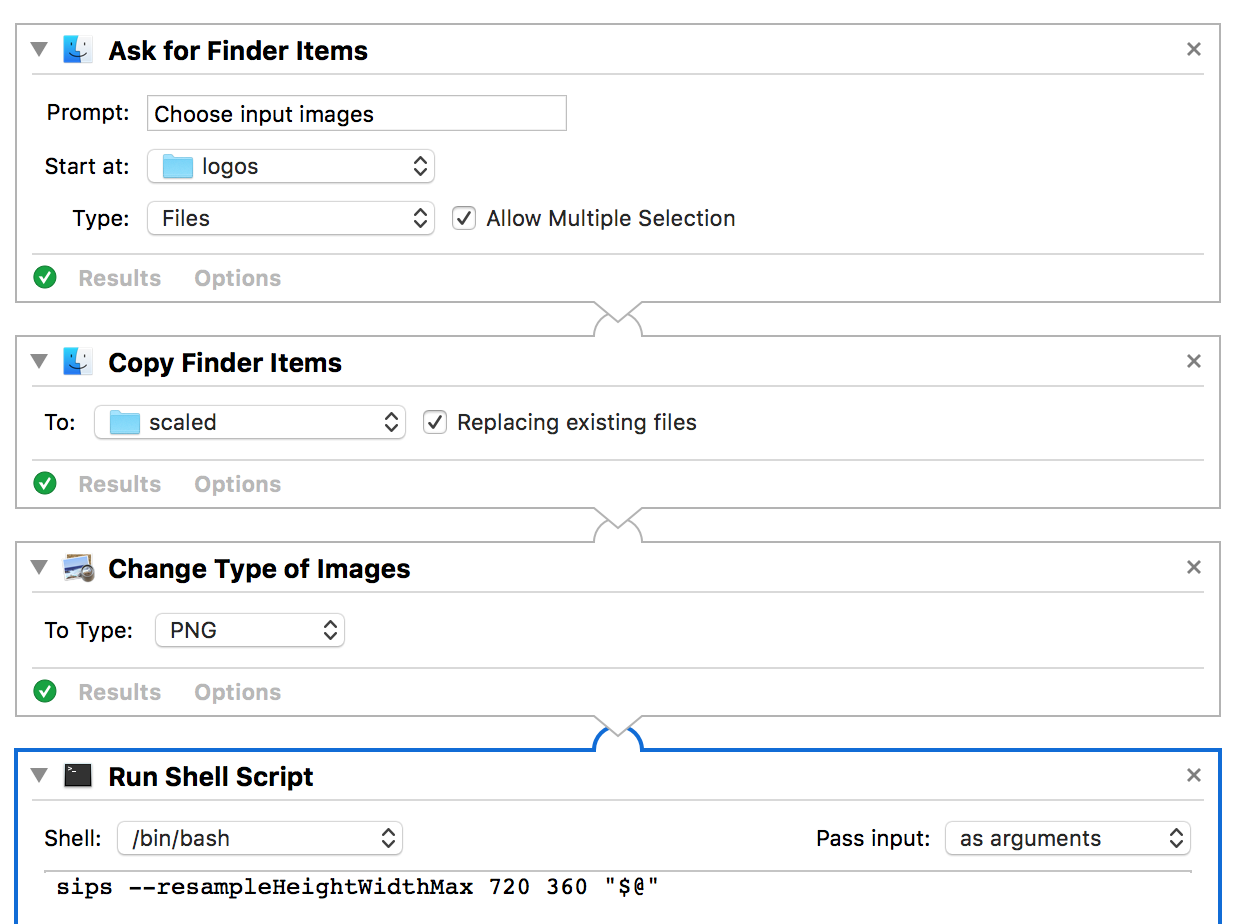 Ask for Finder Items
Prompt: Choose input images
Start at: logos
Type: Files Allow Multiple Selection
Results Options
Copy Finder Items
To: scaled Replacing existing files
Results Options
Change Type of Images
To Type: PNG
Results Options
Run Shell Script
Shell: /bin/bash Pass input: as arguments
sips --resampleHeightWidthMax 720 360 "$@"